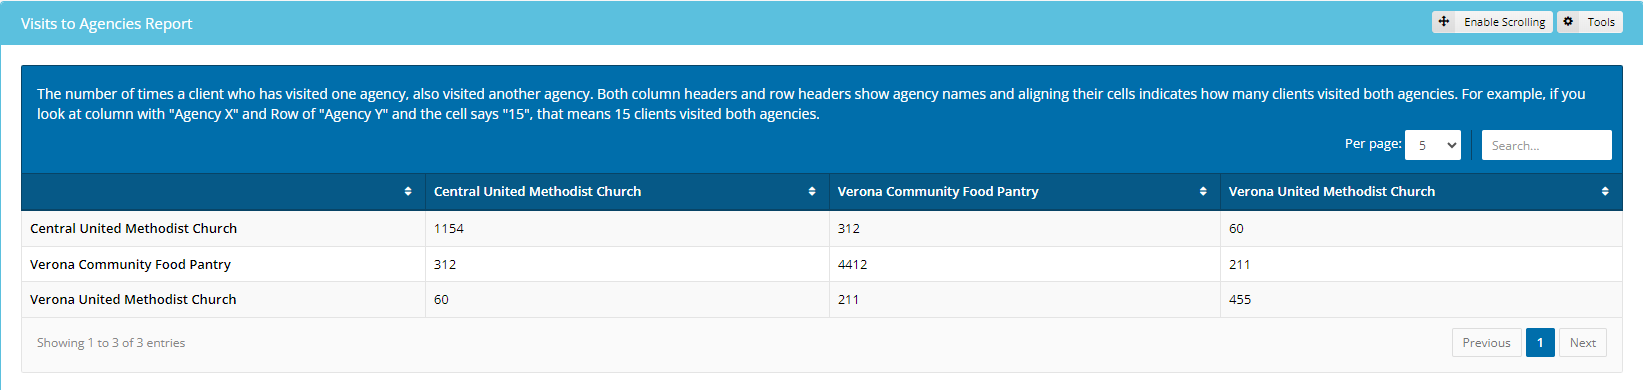 Visits to Agencies Report
Enable Scrolling
Tools
The number of times a client who has visited one agency, also visited another agency. Both column headers and row headers show agency names and aligning their cells indicates how many clients visited both agencies. For example, if you
look at column with "Agency X" and Row of "Agency Y" and the cell says "15", that means 15 clients visited both agencies.
Per page: 5 Search...
Central United Methodist Church Verona Community Food Pantry Verona United Methodist Church
Central United Methodist Church 1154 312 60
Verona Community Food Pantry 312 4412 211
Verona United Methodist Church 60 211 455
Showing 1 to 3 of 3 entries
Previous 1 Next